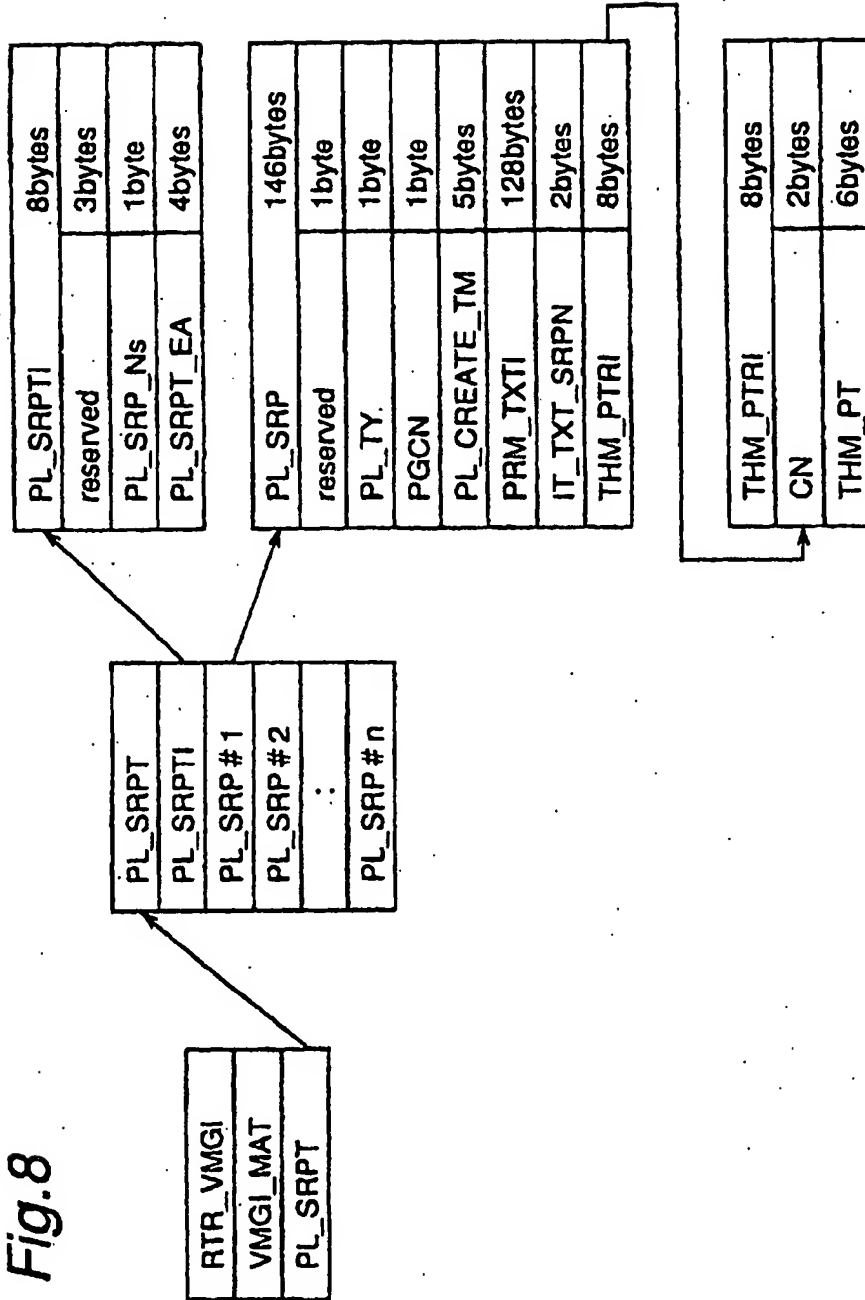 Fig.8
RTR_VMGI
VMGI_MAT
PL_SRPT
PL_SRPT
PL_SRPTI
PL_SRP#1
PL_SRP#2
:
PL_SRP#n
PL_SRPTI 8bytes
reserved 3bytes
PL_SRP_Ns 1byte
PL_SRPT_EA 4bytes
PL_SRP 146bytes
reserved 1byte
PL_TY. 1byte
PGCN 1byte
PL_CREATE_TM 5bytes
PRM_TXTI 128bytes
IT_TXT_SRPN 2bytes
THM_PTRI 8bytes
THM_PTRI 8bytes
CN 2bytes
THM_PT 6bytes